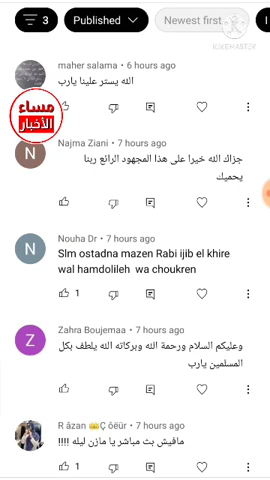 3
Published
Newest first
KINEMASTER
maher salama • 6 hours ago
الله يستر علينا يارب
مساء
الأخبار
N
Najma Ziani • 7 hours ago
جزاك الله خيرا على هذا المجهود الرائع ربنا
يحميك
N
Nouha Dr • 7 hours ago
Slm ostadna mazen Rabi ijib el khire
wal hamdolileh wa choukren
1
Z
Zahra Boujemaa • 7 hours ago
وعليكم السلام ورحمة الله وبركاته الله يلطف بكل
المسلمين يارب
R âzan 👑Ç ôêür • 7 hours ago
مافيش بث مباشر يا مازن ليله !!!!
1